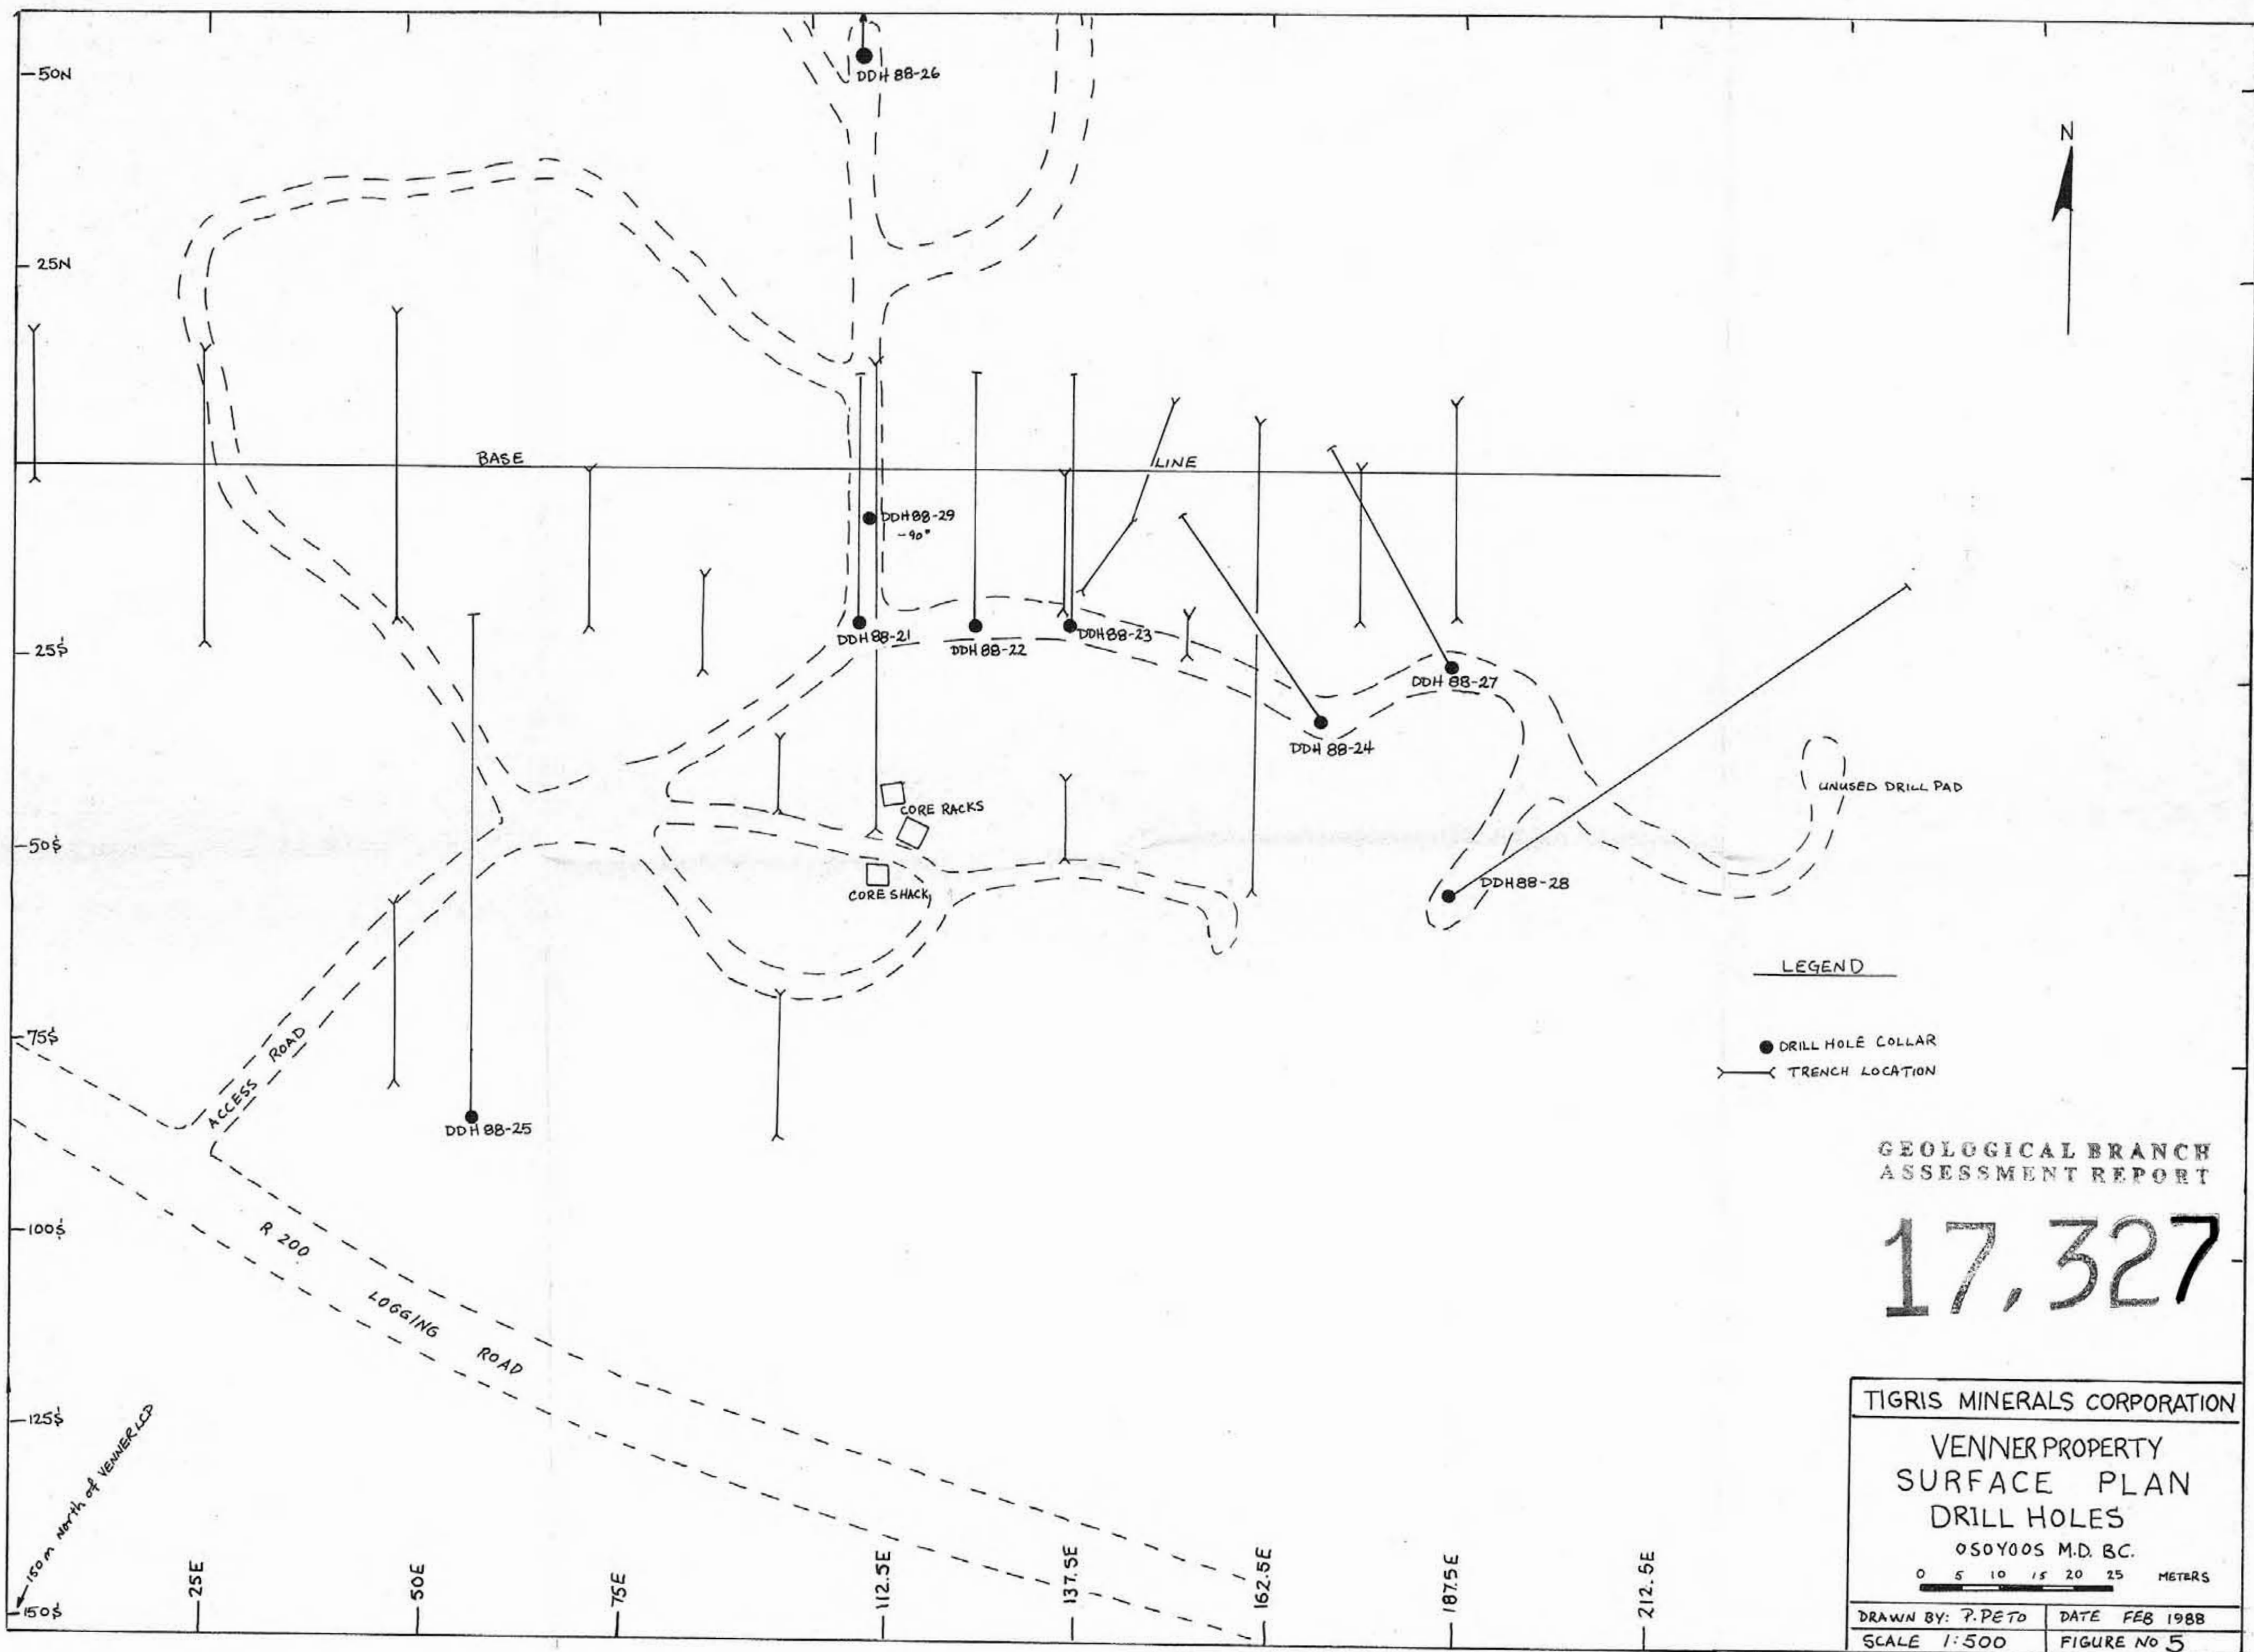 50N
DDH 88-26
N
25N
BASE
LINE
DDH88-29
-90°
DDH88-21
DDH88-22
DDH88-23
25S
DDH 88-27
DDH 88-24
UNUSED DRILL PAD
CORE RACKS
50S
DDH88-28
CORE SHACK
LEGEND
75S
DRILL HOLE COLLAR
TRENCH LOCATION
ACCESS ROAD
DDH 88-25
GEOLOGICAL BRANCH
ASSESSMENT REPORT
17,327
100S
R 200 LOGGING ROAD
TIGRIS MINERALS CORPORATION
VENNER PROPERTY
SURFACE PLAN
DRILL HOLES
OSOYOOS M.D. BC.
0 5 10 15 20 25 METERS
DRAWN BY: P. PETO
DATE FEB 1988
SCALE 1:500
FIGURE NO 5
125S
150m North of VENNER LCP
150S
25E
50E
75E
112.5E
137.5E
162.5E
187.5E
212.5E